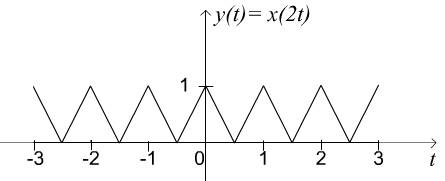 y(t)= x(2t)
1
-3 -2 -1 0 1 2 3 t